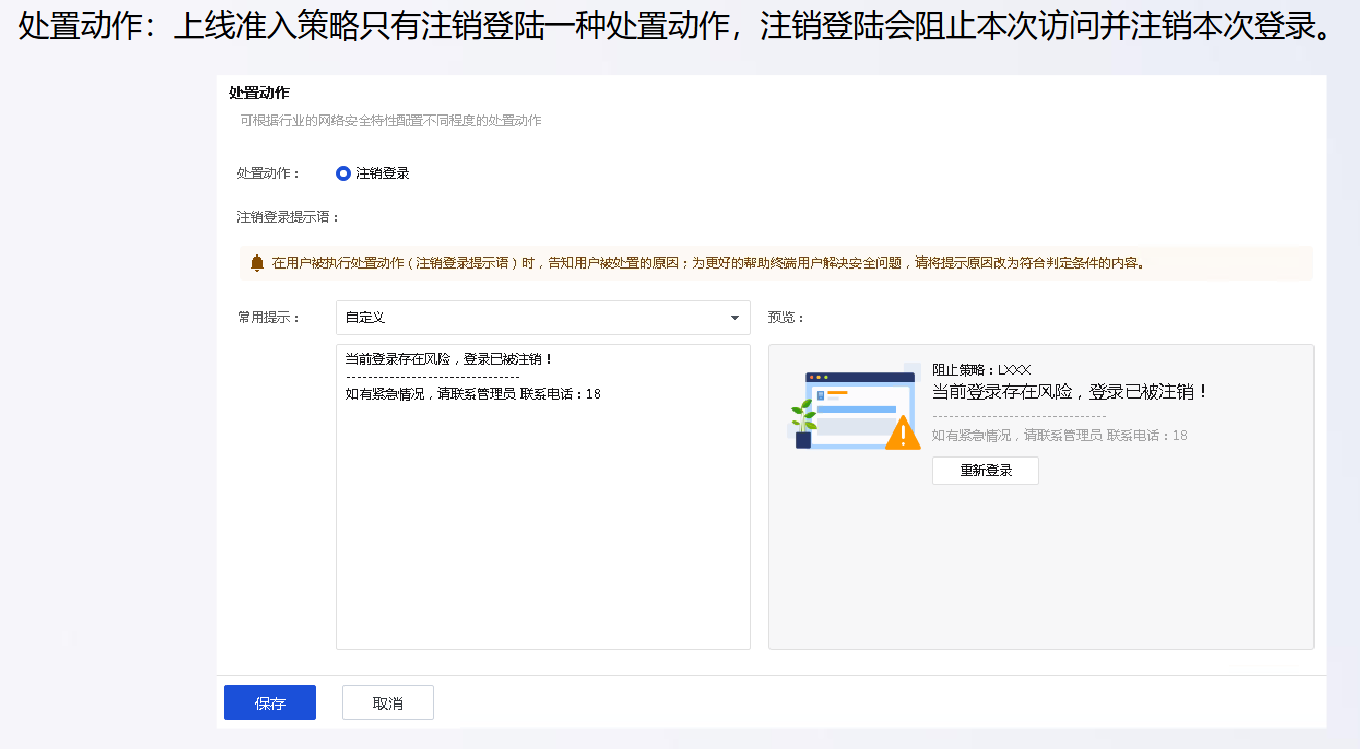 处置动作：上线准入策略只有注销登陆一种处置动作，注销登陆会阻止本次访问并注销本次登录。
处置动作
可根据行业的网络安全特性配置不同程度的处置动作
处置动作：
注销登录
注销登录提示语：
在用户被执行处置动作（注销登录提示语）时，告知用户被处置的原因；为更好的帮助终端用户解决安全问题，请将提示原因改为符合判定条件的内容。
常用提示：
自定义
预览：
当前登录存在风险，登录已被注销！
------------------------------
如有紧急情况，请联系管理员 联系电话：18
阻止策略：LXXX
当前登录存在风险，登录已被注销！
------------------------------
如有紧急情况，请联系管理员 联系电话：18
重新登录
保存
取消